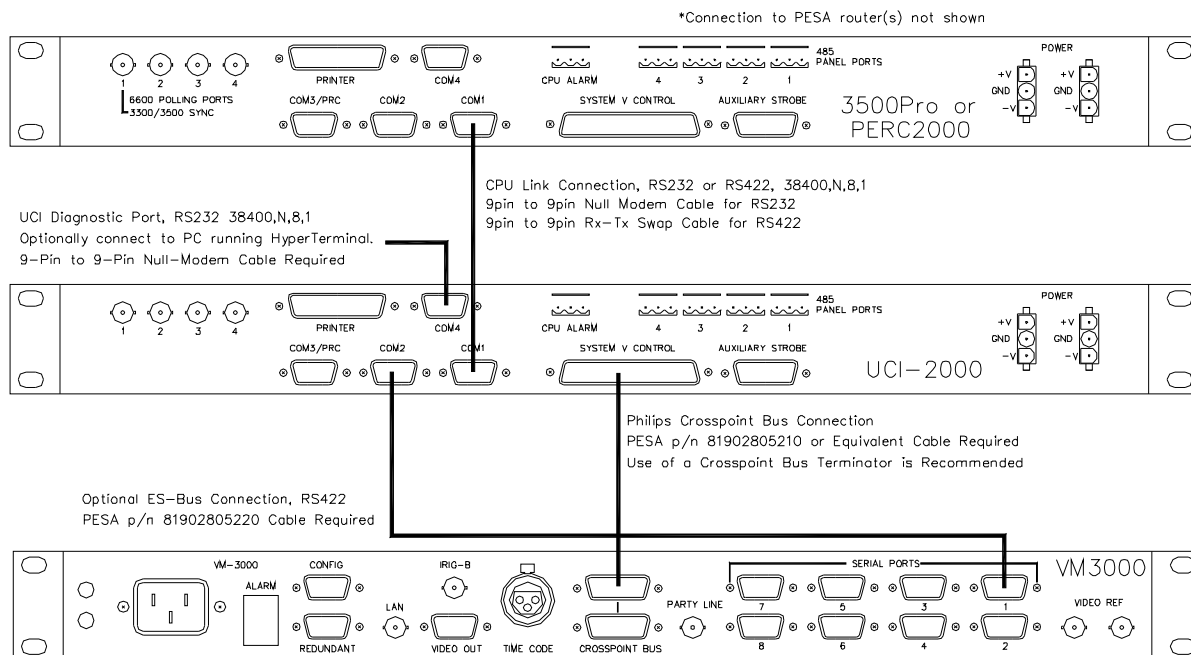 *Connection to PESA router(s) not shown
485
PANEL PORTS
POWER
PRINTER
COM4
CPU ALARM
4
3
2
1
+V
GND
-V
+V
GND
-V
1
2
3
4
6600 POLLING PORTS
3300/3500 SYNC
COM3/PRC
COM2
COM1
SYSTEM V CONTROL
AUXILIARY STROBE
3500Pro or
PERC2000
CPU Link Connection, RS232 or RS422, 38400,N,8,1
9pin to 9pin Null Modem Cable for RS232
9pin to 9pin Rx-Tx Swap Cable for RS422
UCI Diagnostic Port, RS232 38400,N,8,1
Optionally connect to PC running HyperTerminal.
9-Pin to 9-Pin Null-Modem Cable Required
485
PANEL PORTS
POWER
1
2
3
4
PRINTER
COM4
CPU ALARM
4
3
2
1
+V
GND
-V
+V
GND
-V
COM3/PRC
COM2
COM1
SYSTEM V CONTROL
AUXILIARY STROBE
UCI-2000
Philips Crosspoint Bus Connection
PESA p/n 81902805210 or Equivalent Cable Required
Use of a Crosspoint Bus Terminator is Recommended
Optional ES-Bus Connection, RS422
PESA p/n 81902805220 Cable Required
VM-3000
CONFIG
IRIG-B
SERIAL PORTS
VM3000
ALARM
LAN
PARTY LINE
7
5
3
1
VIDEO REF
REDUNDANT
VIDEO OUT
TIME CODE
CROSSPOINT BUS
8
6
4
2